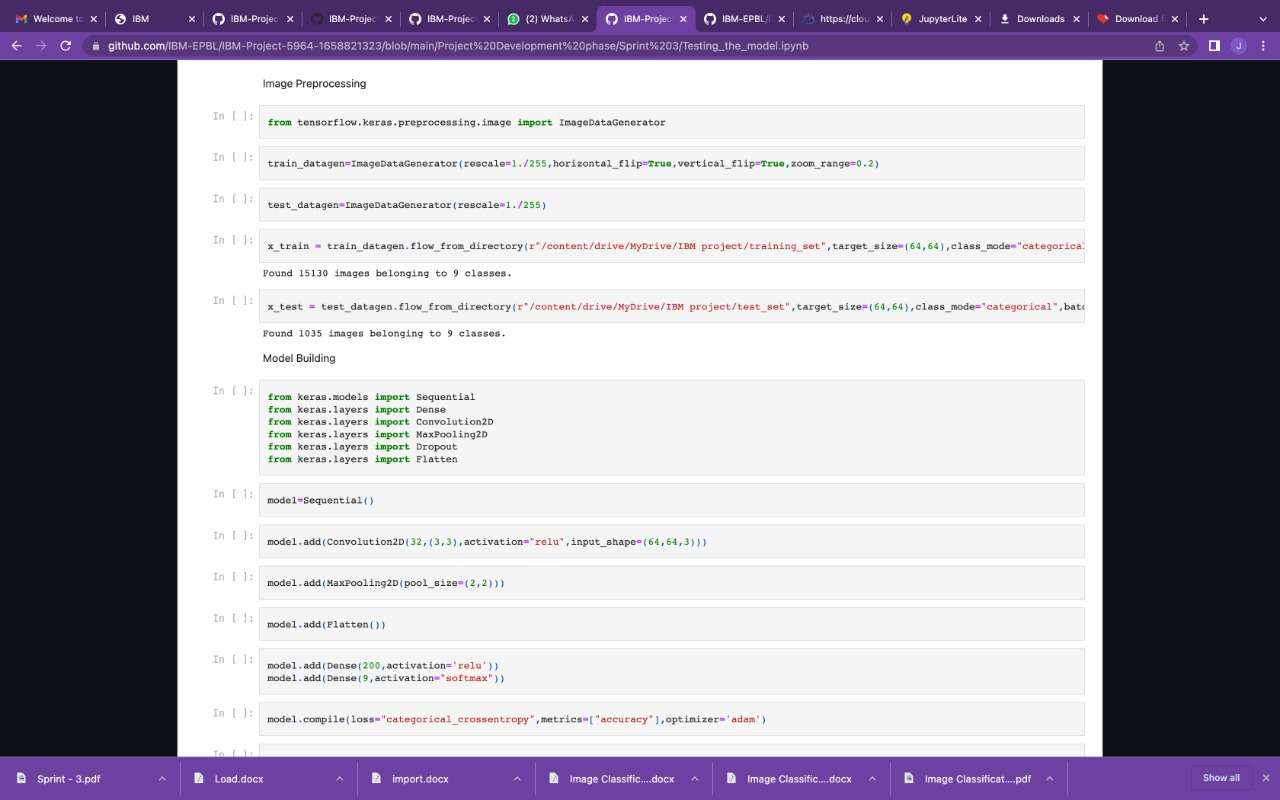 Welcome to
IBM
IBM-Project
IBM-Project
IBM-Project
(2) WhatsA
IBM-Project
IBM-EPBL/I
https://clou
JupyterLite
Downloads
Download f
github.com/IBM-EPBL/IBM-Project-5964-1658821323/blob/main/Project%20Development%20phase/Sprint%203/Testing_the_model.ipynb
J
Image Preprocessing
In [ ]:
from tensorflow.keras.preprocessing.image import ImageDataGenerator
In [ ]:
train_datagen=ImageDataGenerator(rescale=1./255,horizontal_flip=True,vertical_flip=True,zoom_range=0.2)
In [ ]:
test_datagen=ImageDataGenerator(rescale=1./255)
In [ ]:
x_train = train_datagen.flow_from_directory(r"/content/drive/MyDrive/IBM project/training_set",target_size=(64,64),class_mode="categorical
Found 15130 images belonging to 9 classes.
In [ ]:
x_test = test_datagen.flow_from_directory(r"/content/drive/MyDrive/IBM project/test_set",target_size=(64,64),class_mode="categorical",batc
Found 1035 images belonging to 9 classes.
Model Building
In [ ]:
from keras.models import Sequential
from keras.layers import Dense
from keras.layers import Convolution2D
from keras.layers import MaxPooling2D
from keras.layers import Dropout
from keras.layers import Flatten
In [ ]:
model=Sequential()
In [ ]:
model.add(Convolution2D(32,(3,3),activation="relu",input_shape=(64,64,3)))
In [ ]:
model.add(MaxPooling2D(pool_size=(2,2)))
In [ ]:
model.add(Flatten())
In [ ]:
model.add(Dense(200,activation='relu'))
model.add(Dense(9,activation="softmax"))
In [ ]:
model.compile(loss="categorical_crossentropy",metrics=["accuracy"],optimizer='adam')
In [ ]:
Sprint - 3.pdf
Load.docx
import.docx
Image Classific....docx
Image Classific....docx
Image Classificat....pdf
Show all